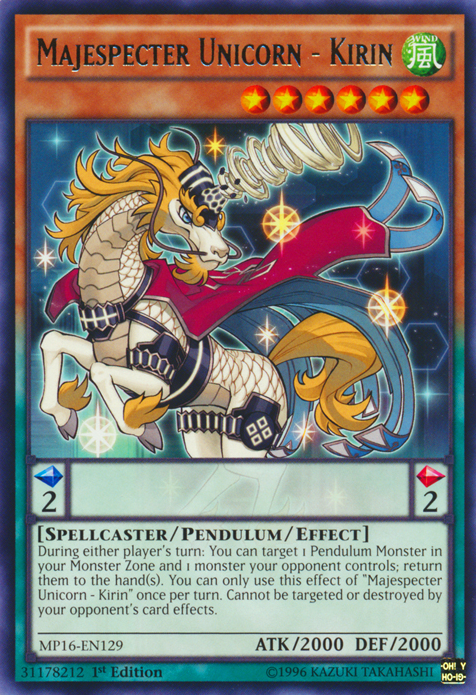 Majespecter Unicorn - Kirin
WIND
風
2
2
[Spellcaster/Pendulum/Effect]
During either player's turn: You can target 1 Pendulum Monster in
your Monster Zone and 1 monster your opponent controls; return
them to the hand(s). You can only use this effect of "Majespecter
Unicorn - Kirin" once per turn. Cannot be targeted or destroyed by
your opponent's card effects.
MP16-EN129
ATK/2000 DEF/2000
31178212 1st Edition
©1996 KAZUKI TAKAHASHI